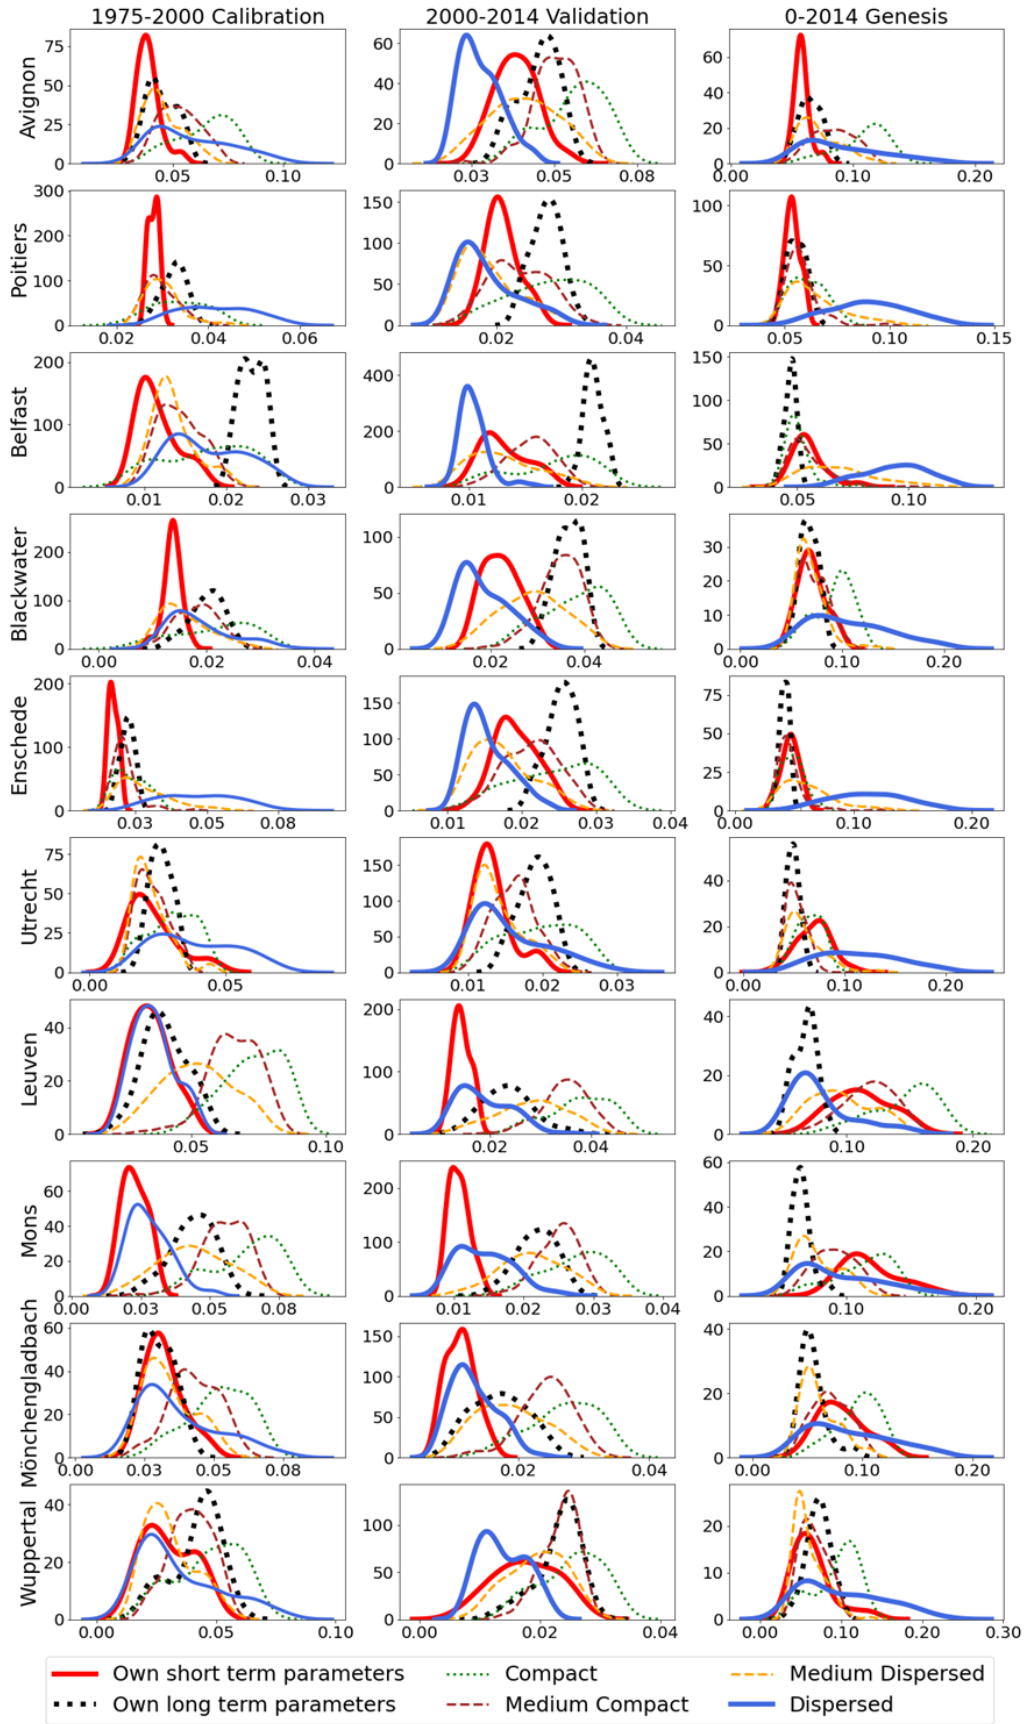 1975-2000 Calibration 2000-2014 Validation 0-2014 Genesis
Avignon
75 50 25 0
0.05 0.10
60 40 20 0
0.03 0.05 0.08
60 40 20 0
0.00 0.10 0.20
Poitiers
300 200 100 0
0.02 0.04 0.06
150 100 50 0
0.02 0.04
100 50 0
0.05 0.10 0.15
Belfast
200 100 0
0.01 0.02 0.03
400 200 0
0.01 0.02
150 100 50 0
0.05 0.10
Blackwater
200 100 0
0.00 0.02 0.04
100 50 0
0.02 0.04
30 20 10 0
0.00 0.10 0.20
Enschede
200 100 0
0.03 0.05 0.08
150 100 50 0
0.01 0.02 0.03 0.04
75 50 25 0
0.00 0.10 0.20
Utrecht
75 50 25 0
0.00 0.05
150 100 50 0
0.01 0.02 0.03
40 20 0
0.00 0.10 0.20
Leuven
40 20 0
0.05 0.10
200 100 0
0.02 0.04
40 20 0
0.10 0.20
Mons
60 40 20 0
0.00 0.03 0.05 0.08
200 100 0
0.01 0.02 0.03 0.04
60 40 20 0
0.10 0.20
Mönchengladbach
60 40 20 0
0.00 0.03 0.05 0.08
150 100 50 0
0.02 0.04
40 20 0
0.00 0.10 0.20
Wuppertal
40 20 0
0.00 0.05 0.10
100 50 0
0.00 0.02 0.04
20 10 0
0.00 0.10 0.20 0.30
Own short term parameters Compact Medium Dispersed
Own long term parameters Medium Compact Dispersed